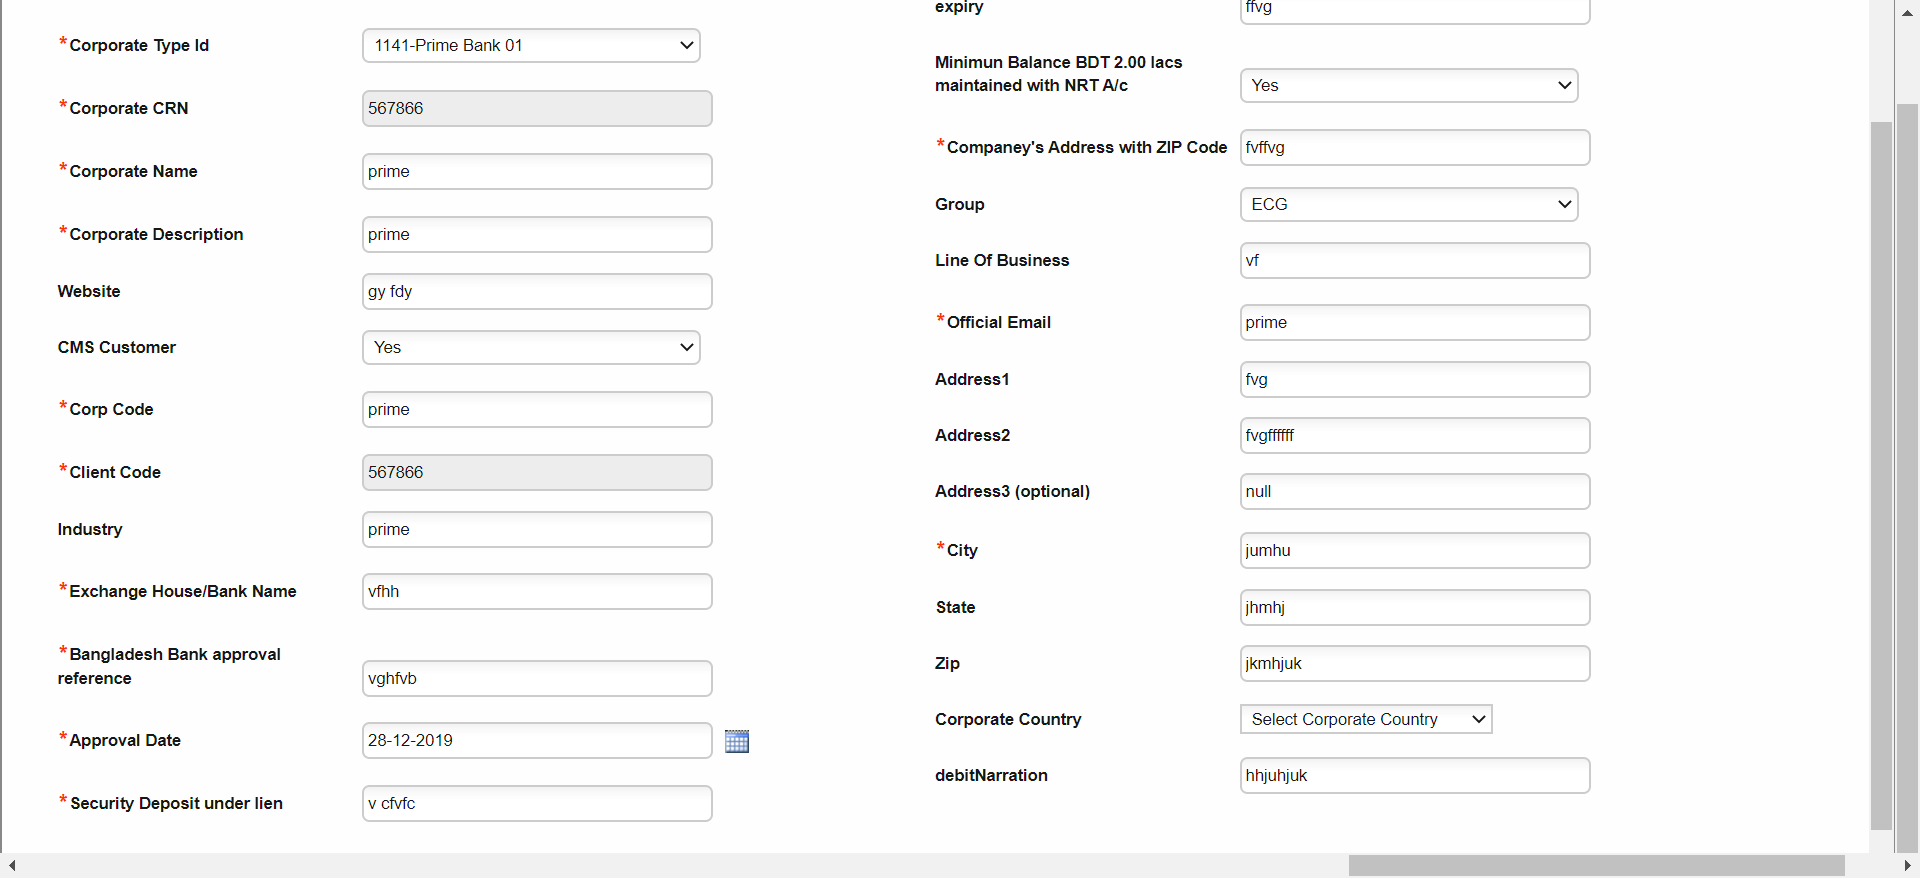 *Corporate Type Id
1141-Prime Bank 01
*Corporate CRN
567866
*Corporate Name
prime
*Corporate Description
prime
Website
gy fdy
CMS Customer
Yes
*Corp Code
prime
*Client Code
567866
Industry
prime
*Exchange House/Bank Name
vfhh
*Bangladesh Bank approval
reference
vghfvb
*Approval Date
28-12-2019
*Security Deposit under lien
v cfvfc
expiry
ffvg
Minimun Balance BDT 2.00 lacs
maintained with NRT A/c
Yes
*Companey's Address with ZIP Code
fvffvg
Group
ECG
Line Of Business
vf
*Official Email
prime
Address1
fvg
Address2
fvgffffff
Address3 (optional)
null
*City
jumhu
State
jhmhj
Zip
jkmhjuk
Corporate Country
Select Corporate Country
debitNarration
hhjuhjuk